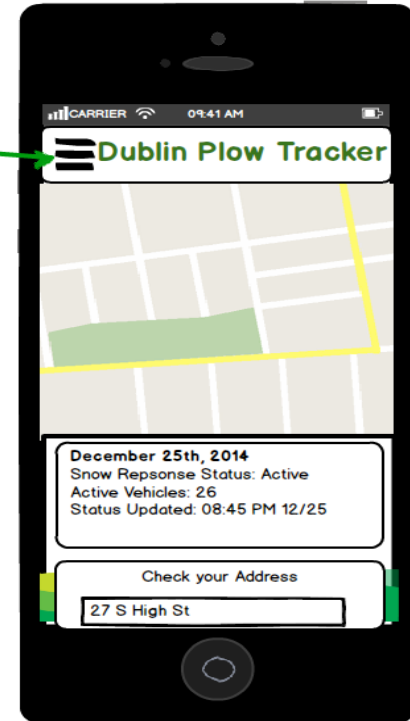 CARRIER 09:41 AM
Dublin Plow Tracker
December 25th, 2014
Snow Repsonse Status: Active
Active Vehicles: 26
Status Updated: 08:45 PM 12/25
Check your Address
27 S High St